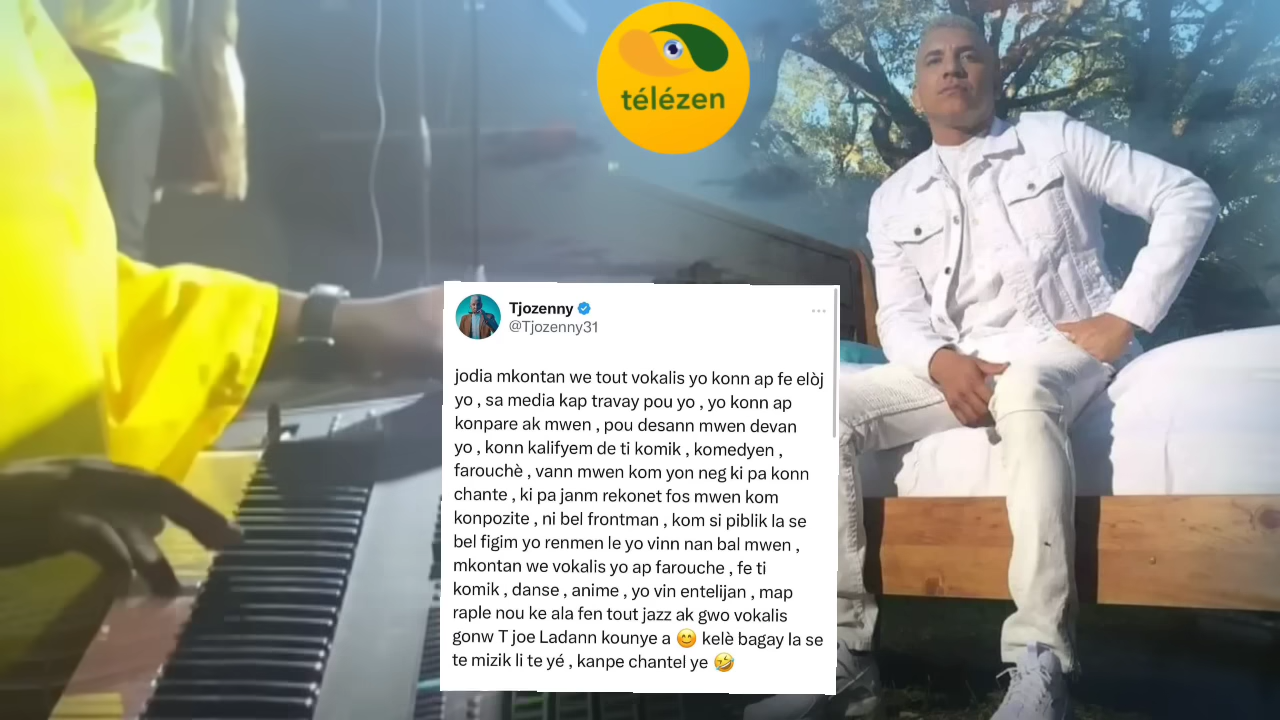 télézen
Tjozenny
@Tjozenny31
jodia mkontan we tout vokalis yo konn ap fe elòj
yo , sa media kap travay pou yo , yo konn ap
konpare ak mwen , pou desann mwen devan
yo , konn kalifyem de ti komik , komedyen ,
farouchè , vann mwen kom yon neg ki pa konn
chante , ki pa janm rekonet fos mwen kom
konpozite , ni bel frontman , kom si piblik la se
bel figim yo renmen le yo vinn nan bal mwen ,
mkontan we vokalis yo ap farouche , fe ti
komik , danse , anime , yo vin entelijan , map
raple nou ke ala fen tout jazz ak gwo vokalis
gonw T joe Ladann kounye a 😊 kelè bagay la se
te mizik li te yé , kanpe chantel ye 🤣